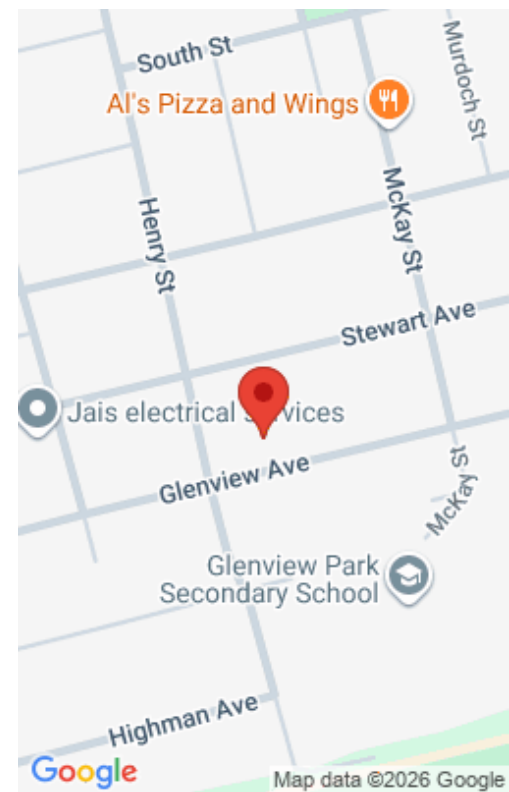 South St
Murdoch St
Al's Pizza and Wings
McKay St
Henry St
Stewart Ave
Jais electrical services
Glenview Ave
McKay St
Glenview Park
Secondary School
Highman Ave
Google
Map data ©2026 Google